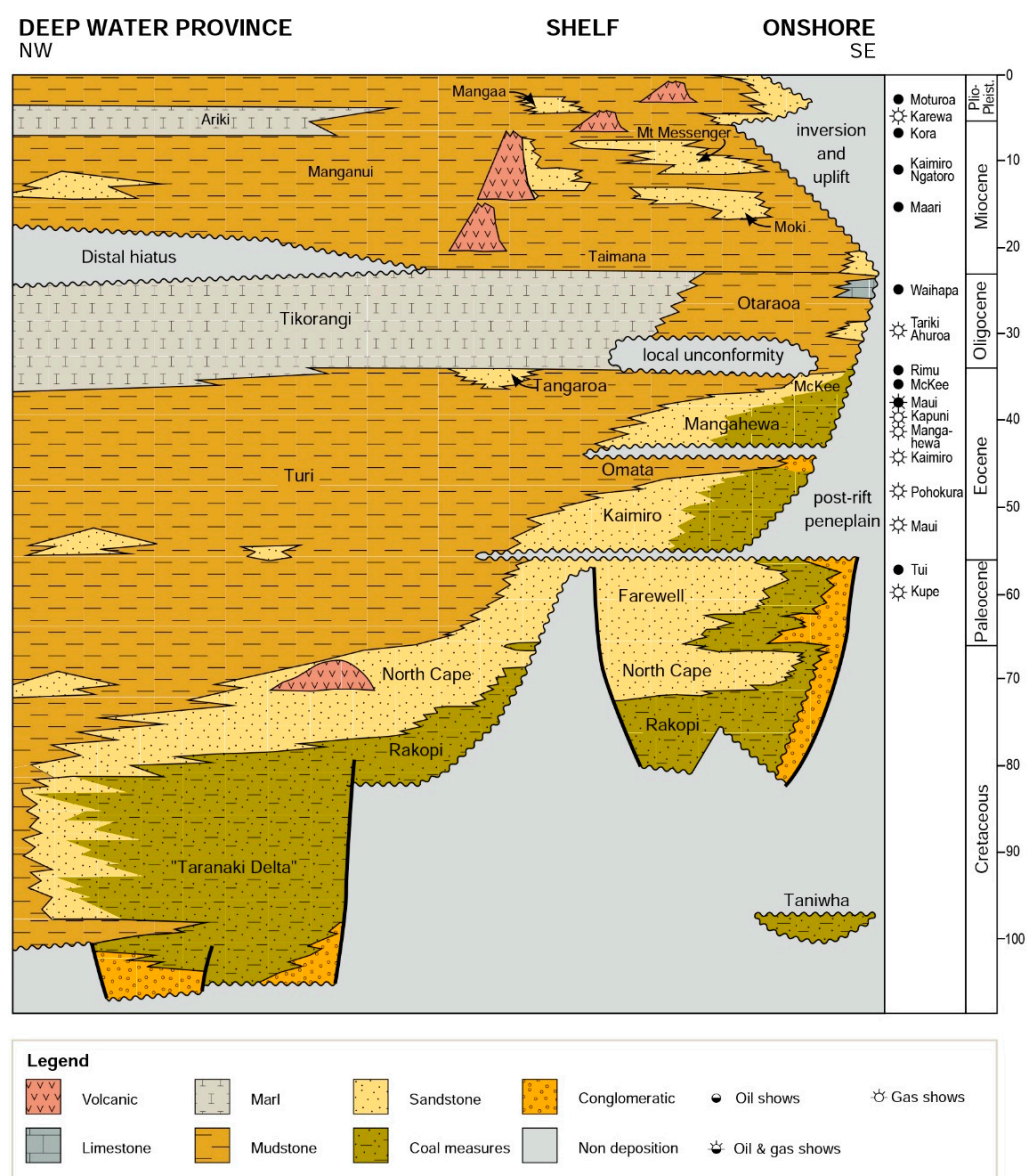 DEEP WATER PROVINCE
SHELF
ONSHORE
NW
SE
Mangaa
Ariki
Mt Messenger
inversion
and
uplift
Manganui
Moki
Distal hiatus
Taimana
Otaraoa
Tikorangi
local unconformity
Tangaroa
McKee
Mangahewa
Turi
Omata
post-rift
peneplain
Kaimiro
Farewell
North Cape
North Cape
Rakopi
Rakopi
"Taranaki Delta"
Taniwha
Moturoa
Karewa
Kora
Kaimiro
Ngatoro
Maari
Waihapa
Tariki
Ahuroa
Rimu
McKee
Maui
Kapuni
Manga-
hewa
Kaimiro
Pohokura
Maui
Tui
Kupe
Plio-
Pleist.
Miocene
Oligocene
Eocene
Paleocene
Cretaceous
0
10
20
30
40
50
60
70
80
90
100
Legend
Volcanic
Marl
Sandstone
Conglomeratic
Oil shows
Gas shows
Limestone
Mudstone
Coal measures
Non deposition
Oil & gas shows